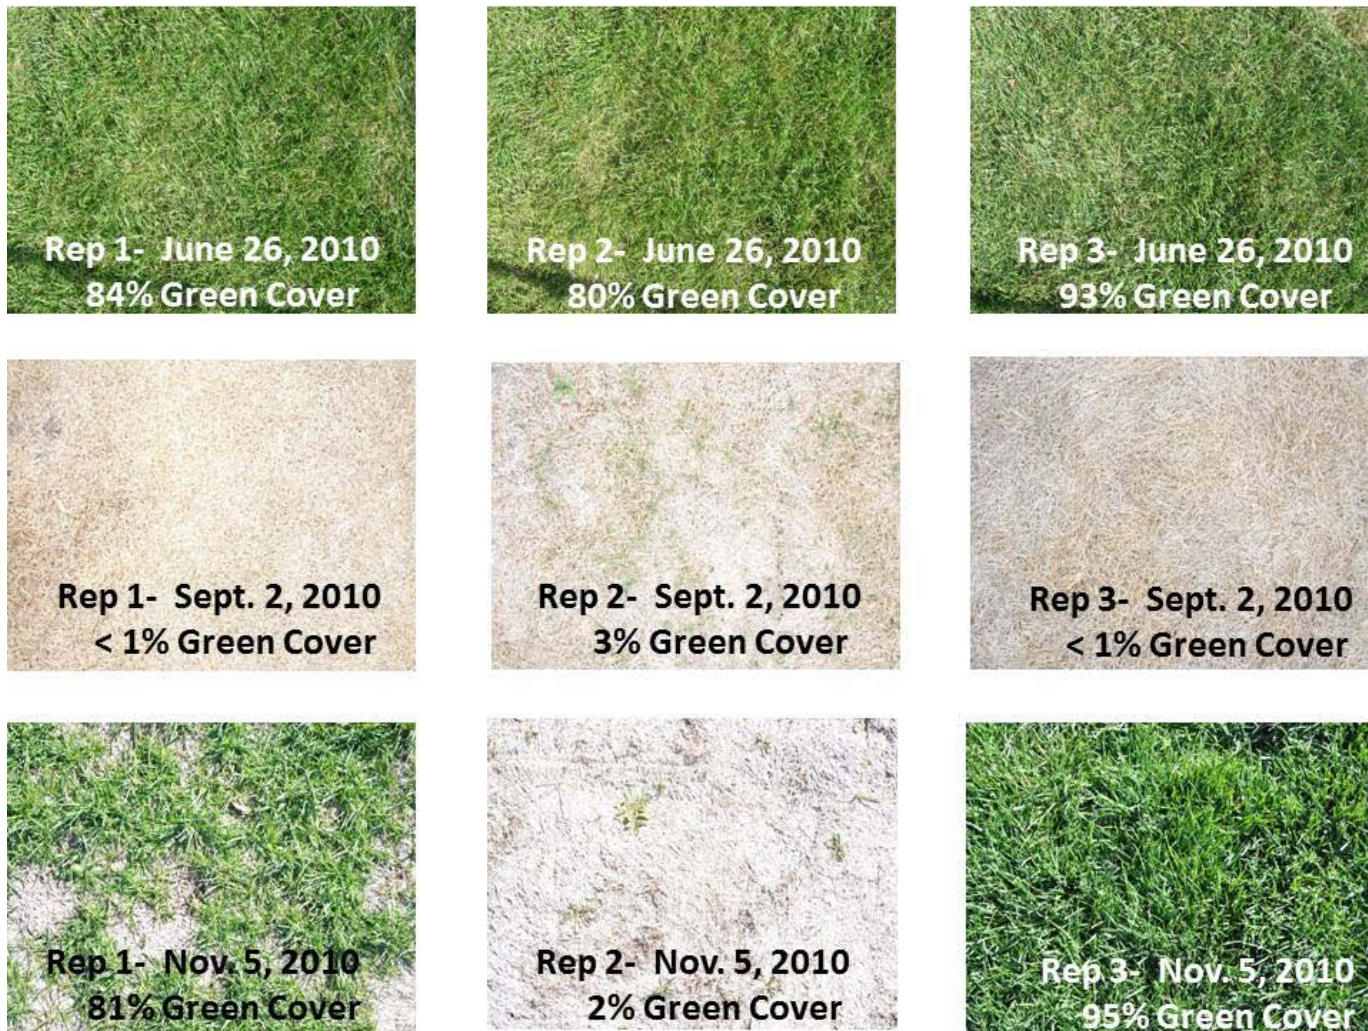 Rep 1- June 26, 2010
84% Green Cover
Rep 2- June 26, 2010
80% Green Cover
Rep 3- June 26, 2010
93% Green Cover
Rep 1- Sept. 2, 2010
< 1% Green Cover
Rep 2- Sept. 2, 2010
3% Green Cover
Rep 3- Sept. 2, 2010
< 1% Green Cover
Rep 1- Nov. 5, 2010
81% Green Cover
Rep 2- Nov. 5, 2010
2% Green Cover
Rep 3- Nov. 5, 2010
95% Green Cover